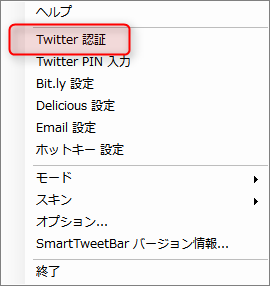 ヘルプ
Twitter 認証
Twitter PIN 入力
Bit.ly 設定
Delicious 設定
Email 設定
ホットキー 設定
モード
スキン
オプション...
SmartTweetBar バージョン情報...
終了